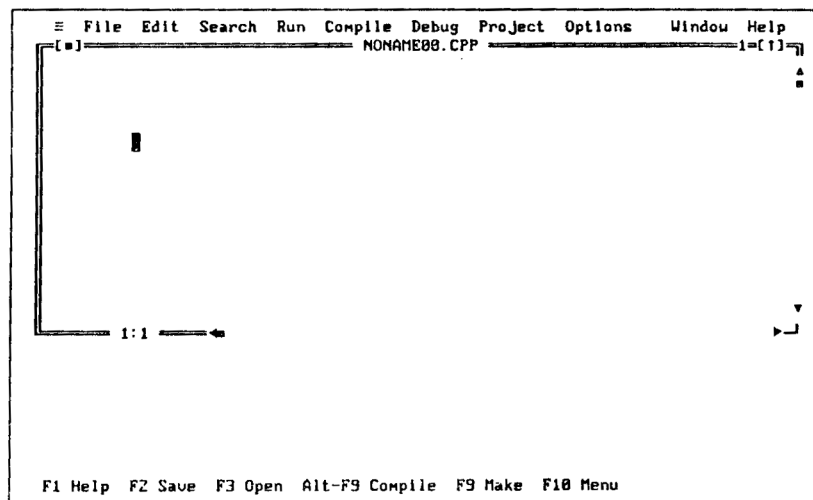 ≡ File Edit Search Run Compile Debug Project Options Window Help
[■] NONAME00.CPP 1=[↑]
1:1
F1 Help F2 Save F3 Open Alt-F9 Compile F9 Make F10 Menu